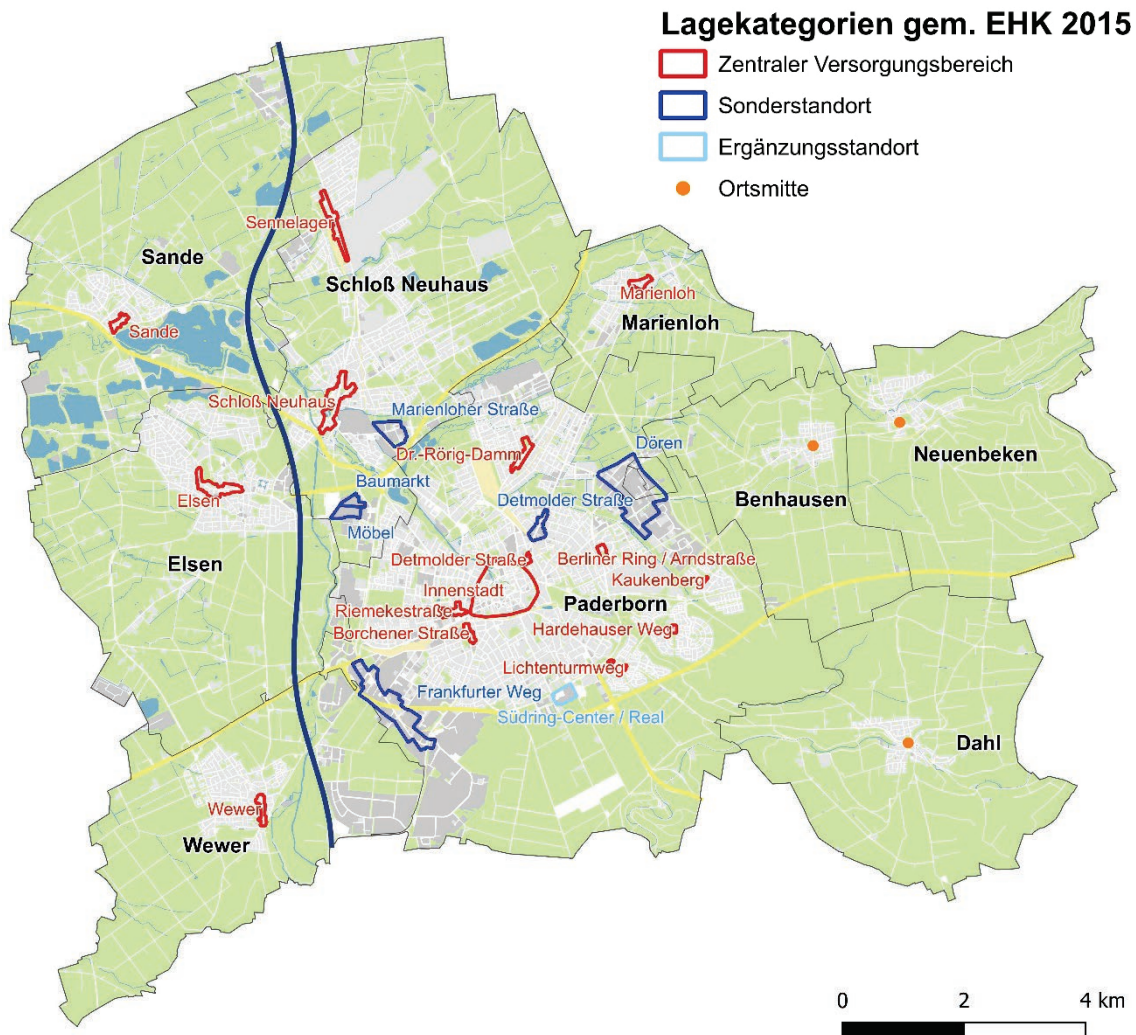 Lagekategorien gem. EHK 2015
Zentraler Versorgungsbereich
Sonderstandort
Ergänzungsstandort
Ortsmitte
Sennelager
Sande
Schloß Neuhaus
Marienloh
Marienloh
Sande
Schloß Neuhaus
Marienloher Straße
Dr.-Rörig-Damm
Dören
Neuenbeken
Baumarkt
Elsen
Benhausen
Detmolder Straße
Möbel
Elsen
Detmolder Straße
Berliner Ring / Arndtstraße
Kaukenberg
Innenstadt
Paderborn
Riemekestraße
Borchener Straße
Hardehauser Weg
Lichtenturmweg
Frankfurter Weg
Südring-Center / Real
Dahl
Wewer
Wewer
0 2 4 km